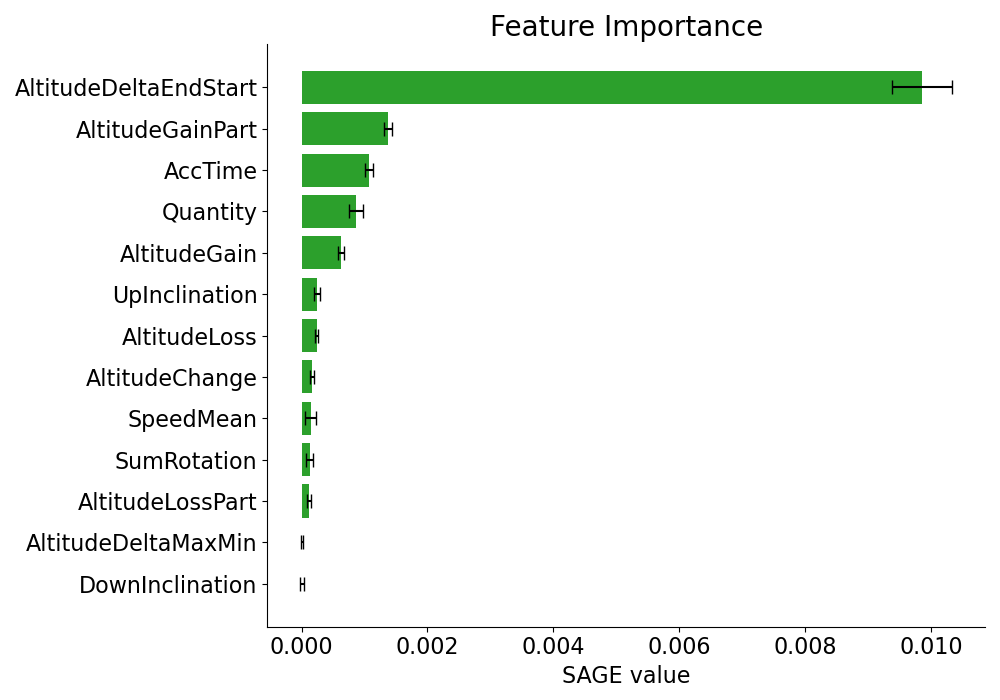 Feature Importance
AltitudeDeltaEndStart
AltitudeGainPart
AccTime
Quantity
AltitudeGain
UpInclination
AltitudeLoss
AltitudeChange
SpeedMean
SumRotation
AltitudeLossPart
AltitudeDeltaMaxMin
DownInclination
0.000 0.002 0.004 0.006 0.008 0.010
SAGE value